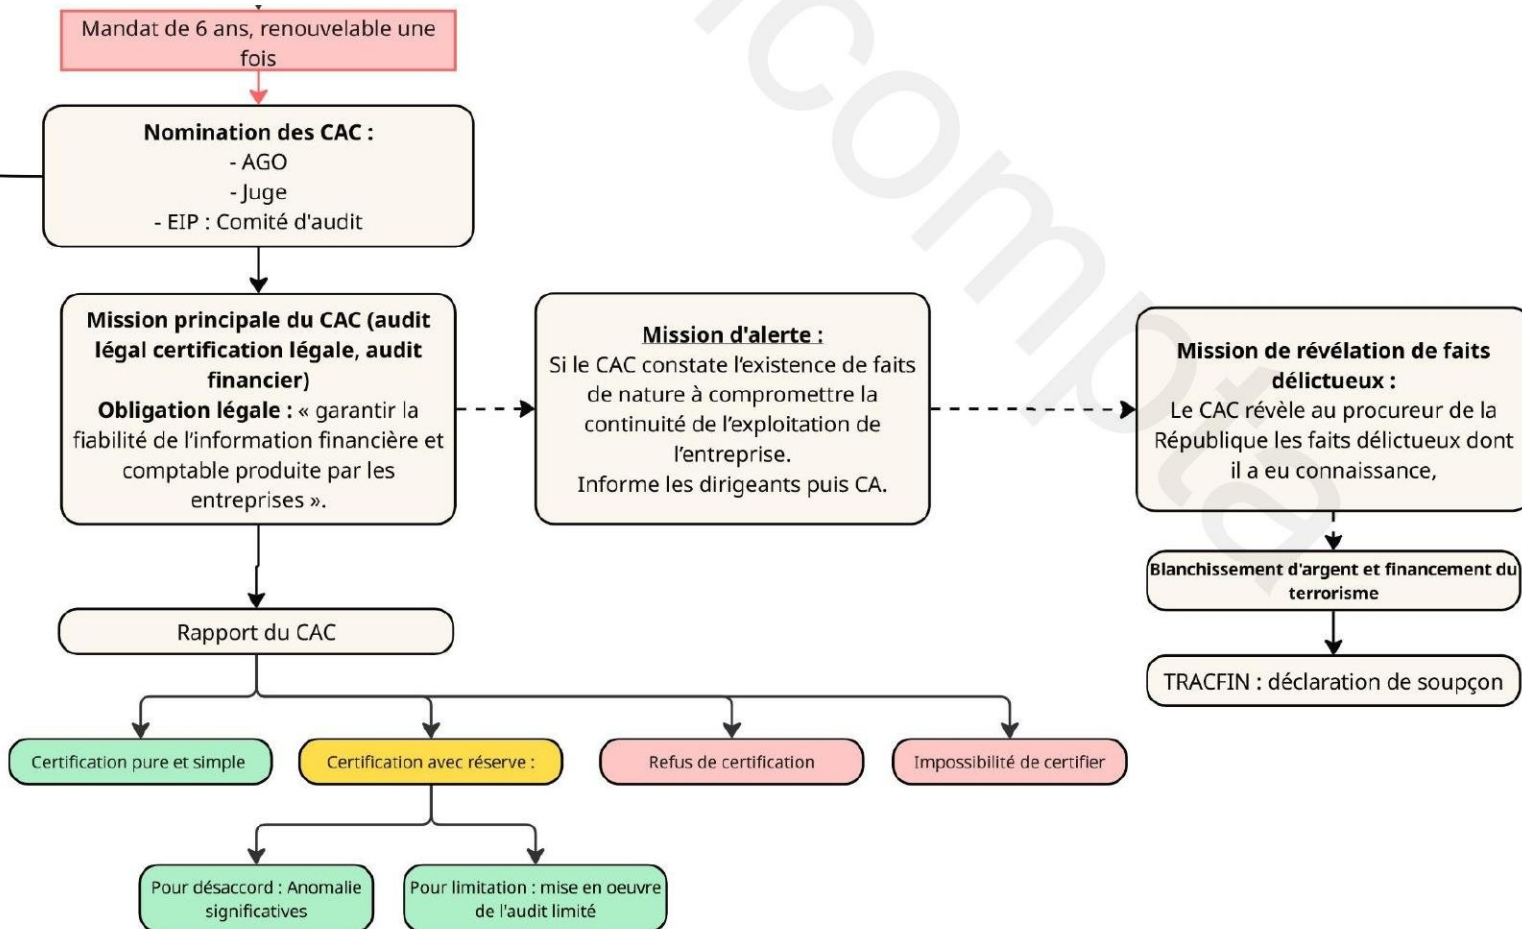 Mandat de 6 ans, renouvelable une
fois
Nomination des CAC :
- AGO
- Juge
- EIP : Comité d'audit
Mission principale du CAC (audit
légal certification légale, audit
financier)
Obligation légale : « garantir la
fiabilité de l'information financière et
comptable produite par les
entreprises ».
Mission d'alerte :
Si le CAC constate l'existence de faits
de nature à compromettre la
continuité de l'exploitation de
l'entreprise.
Informe les dirigeants puis CA.
Mission de révélation de faits
délictueux :
Le CAC révèle au procureur de la
République les faits délictueux dont
il a eu connaissance,
Blanchissement d'argent et financement du
terrorisme
TRACFIN : déclaration de soupçon
Rapport du CAC
Certification pure et simple
Certification avec réserve :
Refus de certification
Impossibilité de certifier
Pour désaccord : Anomalie
significatives
Pour limitation : mise en oeuvre
de l'audit limité